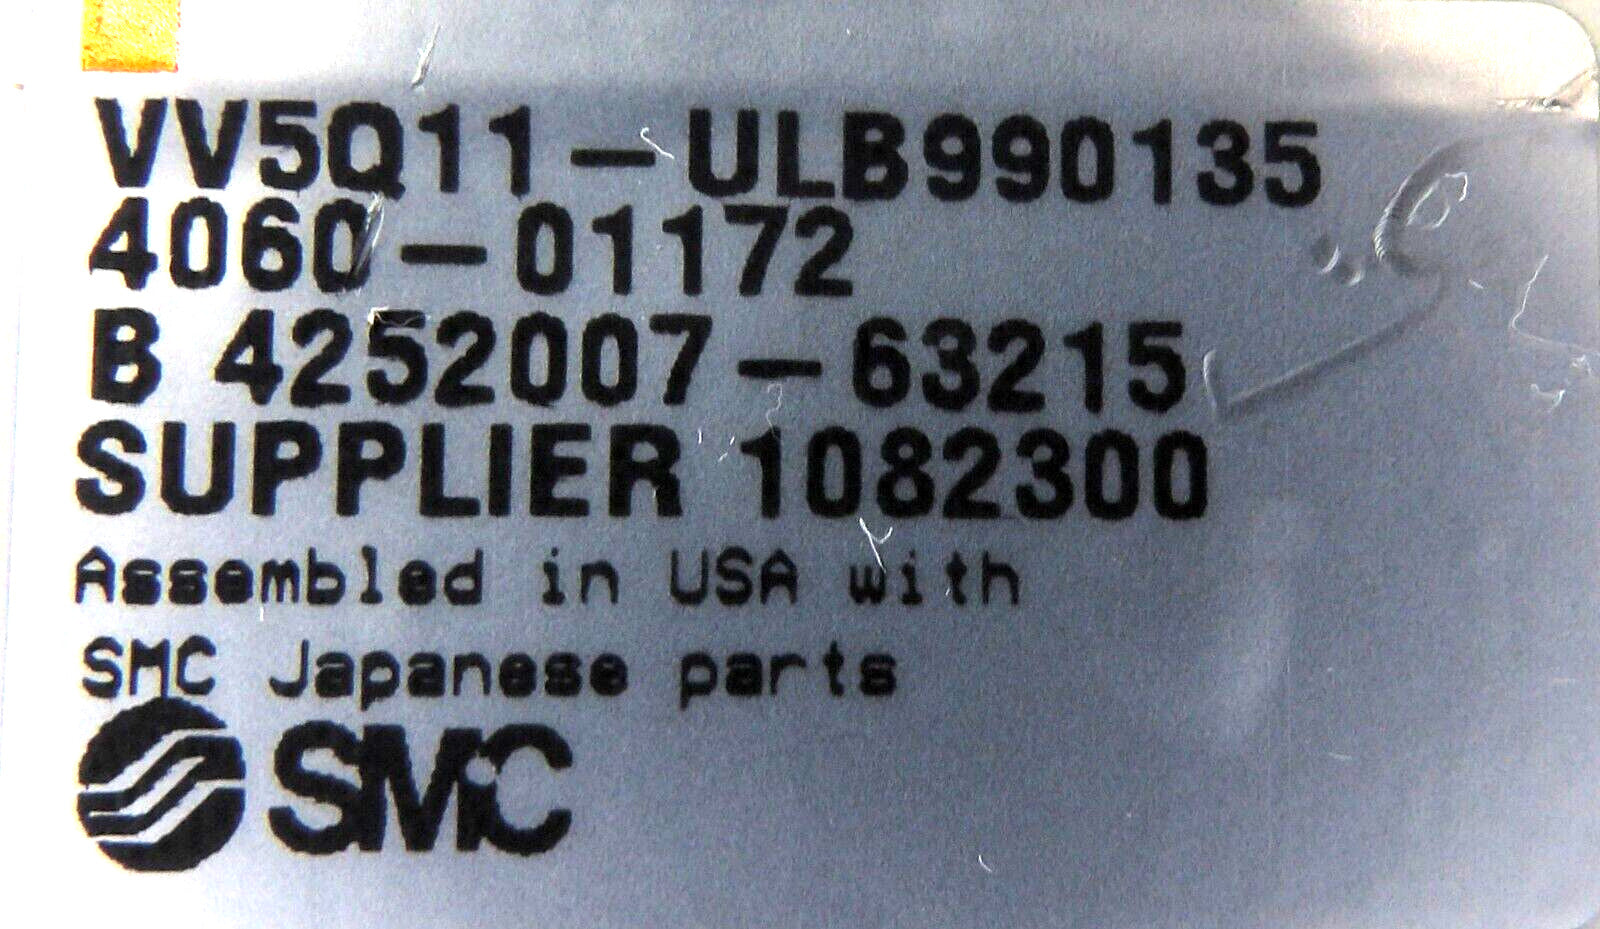 VV5Q11-ULB990135
4060-01172
B 4252007-63215
SUPPLIER 1082300
Assembled in USA with
SMC Japanese parts
SMC